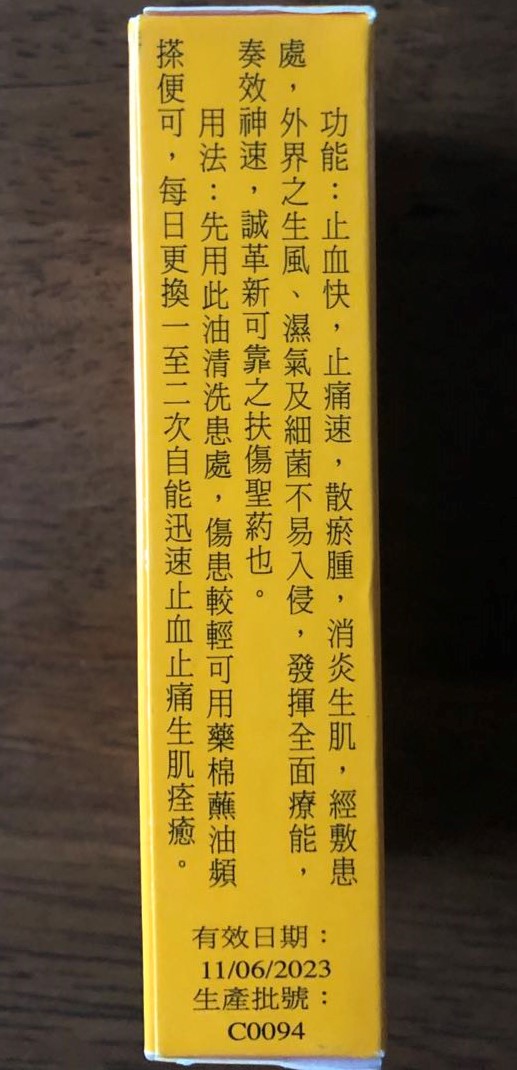 功能：止血快，止痛速，散瘀腫，消炎生肌，經敷患
處，外界之生風、濕氣及細菌不易入侵，發揮全面療能，
奏效神速，誠革新可靠之扶傷聖葯也。
用法：先用此油清洗患處，傷患較輕可用藥棉蘸油頻
搽便可，每日更換一至二次自能迅速止血止痛生肌痊癒。
有效日期：
11/06/2023
生產批號：
C0094